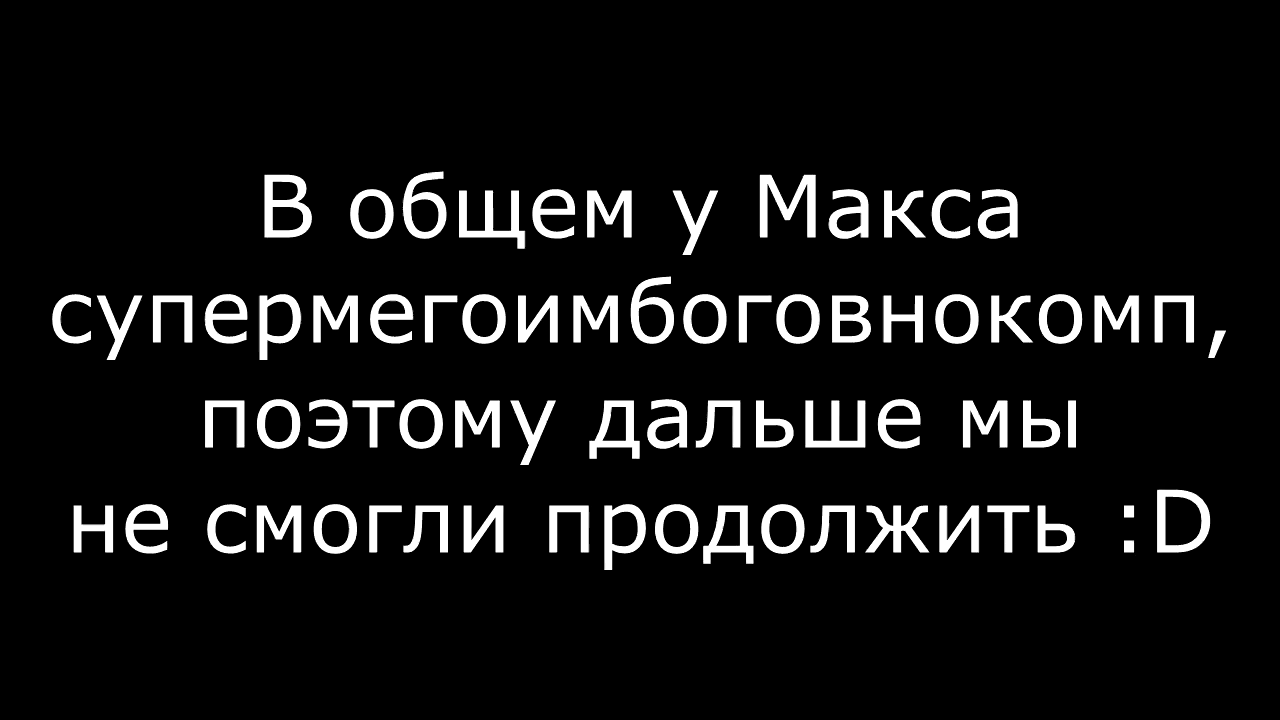 В общем у Макса
супермегоимбоговнокомп,
поэтому дальше мы
не смогли продолжить :D